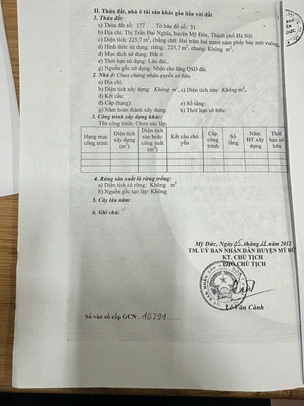 II. Thửa đất, nhà ở tài sản khác gắn liền với đất
1. Thửa đất:
a) Thửa đất số: 177 Tờ bản đồ số: 31
b) Địa chỉ: Thị Trấn Đại Nghĩa, huyện Mỹ Đức, Thành phố Hà Nội
c) Diện tích: 225,7 m², (bằng chữ: Hai trăm hai mươi năm phảy bảy mét vuông
d) Hình thức sử dụng: riêng: 225,7 m², chung: Không m².
đ) Mục đích sử dụng: Đất ở
e) Thời hạn sử dụng: Lâu dài.
g) Nguồn gốc sử dụng: Nhận cho tặng QSD đất.
2. Nhà ở: Chưa chứng nhận quyền sở hữu
a) Địa chỉ:
b) Diện tích xây dựng: Không m², c) Diện tích sàn: Không m².
d) Kết cấu:
đ) Cấp (hạng): e) Số tầng:
g) Năm hoàn thành xây dựng: h) Thời hạn sở hữu:
3. Công trình xây dựng khác:
Tên công trình: Chưa xác lập
Hạng mục công trình Diện tích xây dựng (m²) Diện tích sàn hoặc công suất (m²) Kết cấu chủ yếu Cấp công trình Số tầng Năm HT xây dựng Thời hạn sở hữu
4. Rừng sản xuất là rừng trồng:
a) Diện tích có rừng: Không m²
b) Nguồn gốc tạo lập: Không
5. Cây lâu năm:
6. Ghi chú:
Mỹ Đức, ngày tháng năm 2012
TM. UỶ BAN NHÂN DÂN HUYỆN MỸ ĐỨC
KT. CHỦ TỊCH
PHÓ CHỦ TỊCH
Lê Văn Cảnh
Số vào sổ cấp GCN: 10791